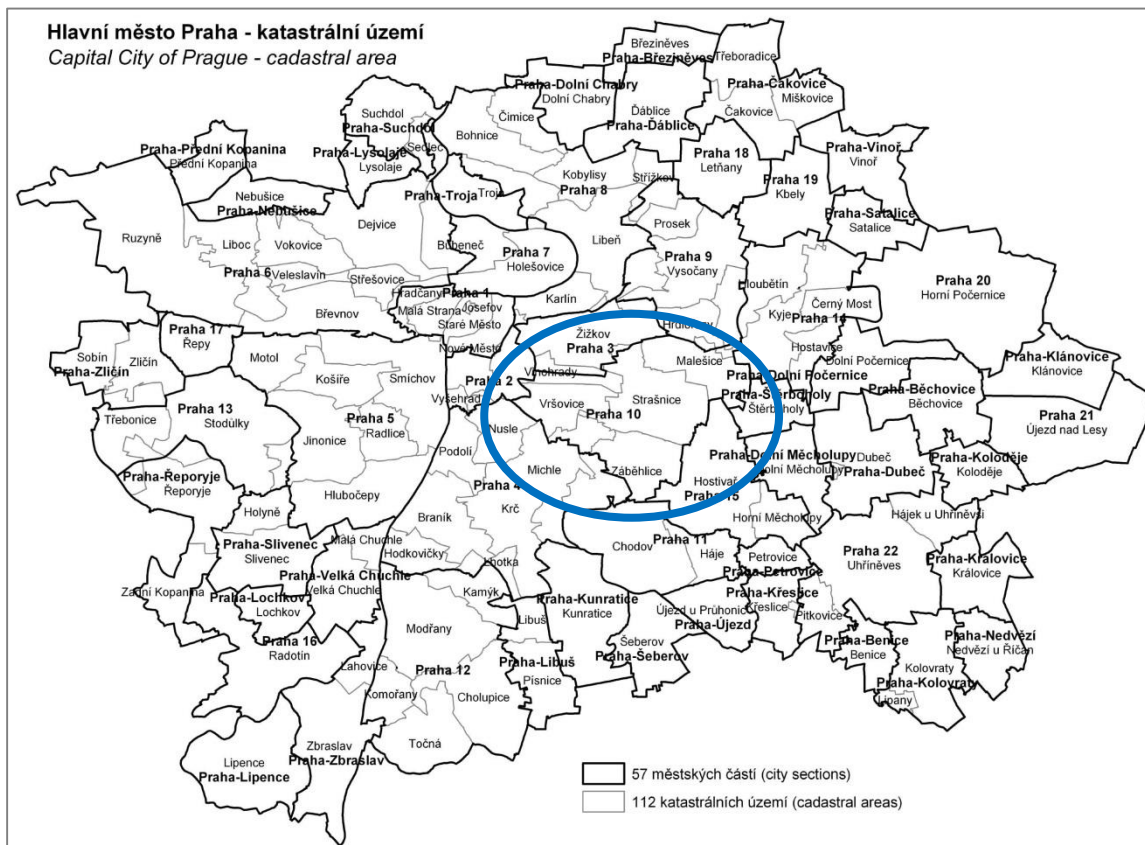 Hlavní město Praha - katastrální území
Capital City of Prague - cadastral area
Březiněves
Praha-Březiněves
Třeboradice
Praha-Dolní Chabry
Dolní Chabry
Praha-Čakovice
Miškovice
Čakovice
Ďáblice
Praha-Ďáblice
Suchdol
Praha-Suchdol
Sedlec
Čimice
Bohnice
Praha-Přední Kopanina
Přední Kopanina
Praha-Lysolaje
Lysolaje
Praha 18
Letňany
Praha-Vinoř
Vinoř
Kobylisy
Střížkov
Praha 8
Praha 19
Kbely
Nebušice
Praha-Nebušice
Praha-Troja
Troja
Praha-Satalice
Satalice
Ruzyně
Dejvice
Prosek
Liboc
Vokovice
Bubeneč
Praha 7
Holešovice
Libeň
Praha 9
Vysočany
Praha 6
Veleslavín
Střešovice
Hloubětín
Praha 20
Horní Počernice
Břevnov
Hradčany
Praha 1
Josefov
Malá Strana
Staré Město
Karlín
Hrdlořezy
Černý Most
Kyje
Praha 14
Hostavice
Praha 17
Řepy
Sobín
Praha-Zličín
Zličín
Motol
Nové Město
Žižkov
Praha 3
Malešice
Dolní Počernice
Praha-Dolní Počernice
Praha-Klánovice
Klánovice
Košíře
Smíchov
Praha 2
Vinohrady
Vyšehrad
Vršovice
Strašnice
Praha 10
Praha-Štěrboholy
Štěrboholy
Praha-Běchovice
Běchovice
Praha 21
Újezd nad Lesy
Třebonice
Praha 13
Stodůlky
Praha 5
Radlice
Jinonice
Nusle
Podolí
Michle
Záběhlice
Praha-Dolní Měcholupy
Dolní Měcholupy
Dubeč
Praha-Dubeč
Praha-Koloděje
Koloděje
Praha-Řeporyje
Řeporyje
Hlubočepy
Praha 4
Krč
Hostivař
Praha 15
Horní Měcholupy
Hájek u Uhříněvsi
Holyně
Praha-Slivenec
Slivenec
Malá Chuchle
Braník
Hodkovičky
Lhotka
Chodov
Praha 11
Háje
Petrovice
Praha-Petrovice
Praha 22
Uhříněves
Praha-Královice
Královice
Zadní Kopanina
Praha-Velká Chuchle
Velká Chuchle
Praha-Lochkov
Lochkov
Kamýk
Praha-Kunratice
Kunratice
Újezd u Průhonic
Praha-Újezd
Praha-Křeslice
Křeslice
Pitkovice
Praha 16
Radotín
Modřany
Libuš
Šeberov
Praha-Šeberov
Praha-Benice
Benice
Praha-Nedvězí
Nedvězí u Říčan
Lahovice
Praha 12
Praha-Libuš
Písnice
Kolovraty
Praha-Kolovraty
Lipany
Komořany
Cholupice
Točná
Zbraslav
Praha-Zbraslav
Lipence
Praha-Lipence
57 městských částí (city sections)
112 katastrálních území (cadastral areas)